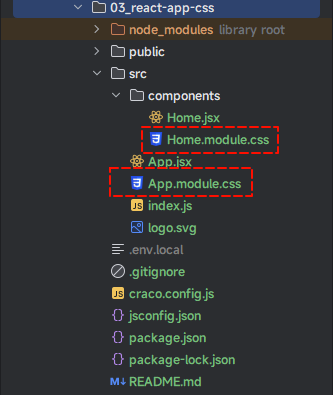 03_react-app-css
node_modules library root
public
src
components
Home.jsx
Home.module.css
App.jsx
App.module.css
index.js
logo.svg
.env.local
.gitignore
JS craco.config.js
jsconfig.json
package.json
package-lock.json
M↓ README.md